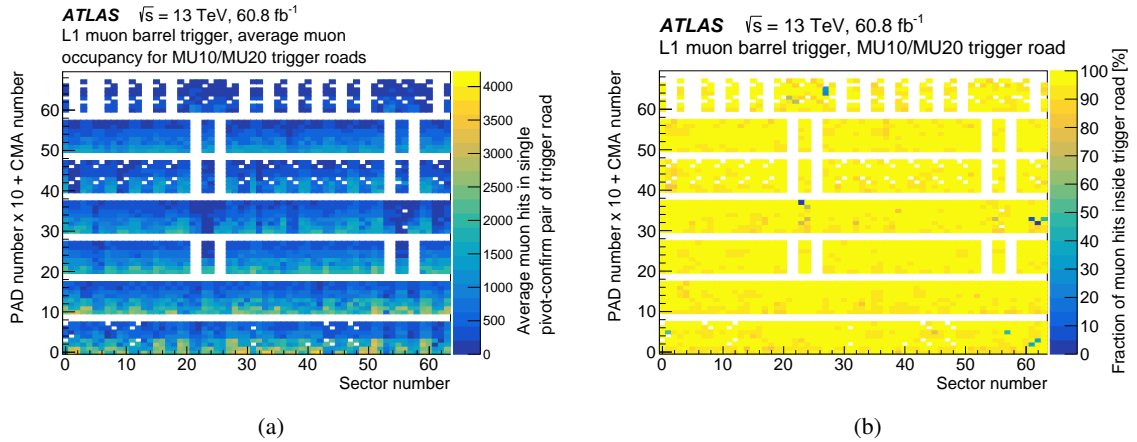 ATLAS √s = 13 TeV, 60.8 fb-1
L1 muon barrel trigger, average muon
occupancy for MU10/MU20 trigger roads
PAD number x 10 + CMA number
60
50
40
30
20
10
0
0 10 20 30 40 50 60
Sector number
4000
3500
3000
2500
2000
1500
1000
500
0
Average muon hits in single
pivot-confirm pair of trigger road
(a)
ATLAS √s = 13 TeV, 60.8 fb-1
L1 muon barrel trigger, MU10/MU20 trigger road
PAD number x 10 + CMA number
60
50
40
30
20
10
0
0 10 20 30 40 50 60
Sector number
100
90
80
70
60
50
40
30
20
10
0
Fraction of muon hits inside trigger road [%]
(b)